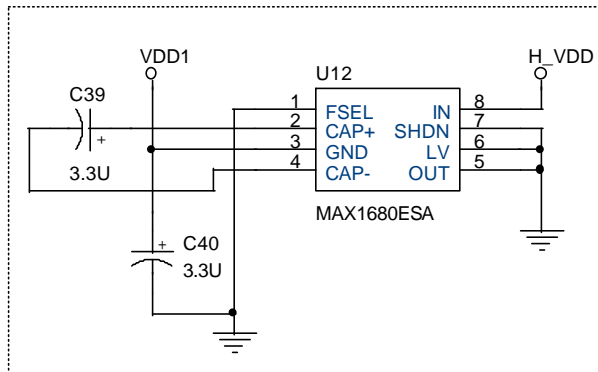 VDD1
H_VDD
U12
C39
1 FSEL IN 8
2 CAP+ SHDN 7
+
3 GND LV 6
3.3U
4 CAP- OUT 5
MAX1680ESA
+ C40
3.3U